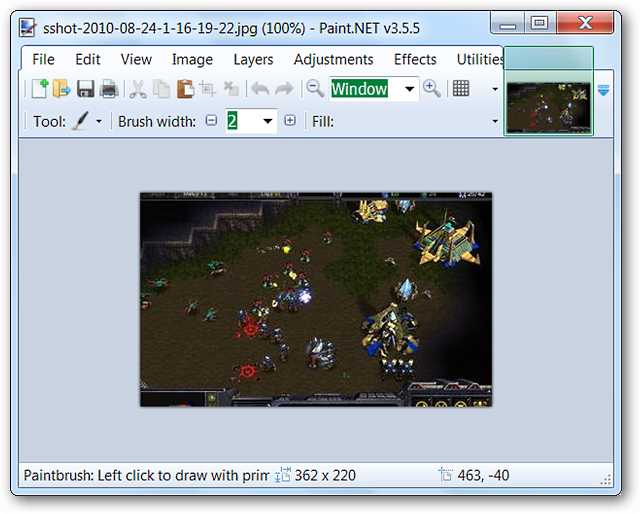 sshot-2010-08-24-1-16-19-22.jpg (100%) - Paint.NET v3.5.5
File Edit View Image Layers Adjustments Effects Utilities
Window
Tool: Brush width: 2 Fill:
Paintbrush: Left click to draw with prim 362 x 220 463, -40